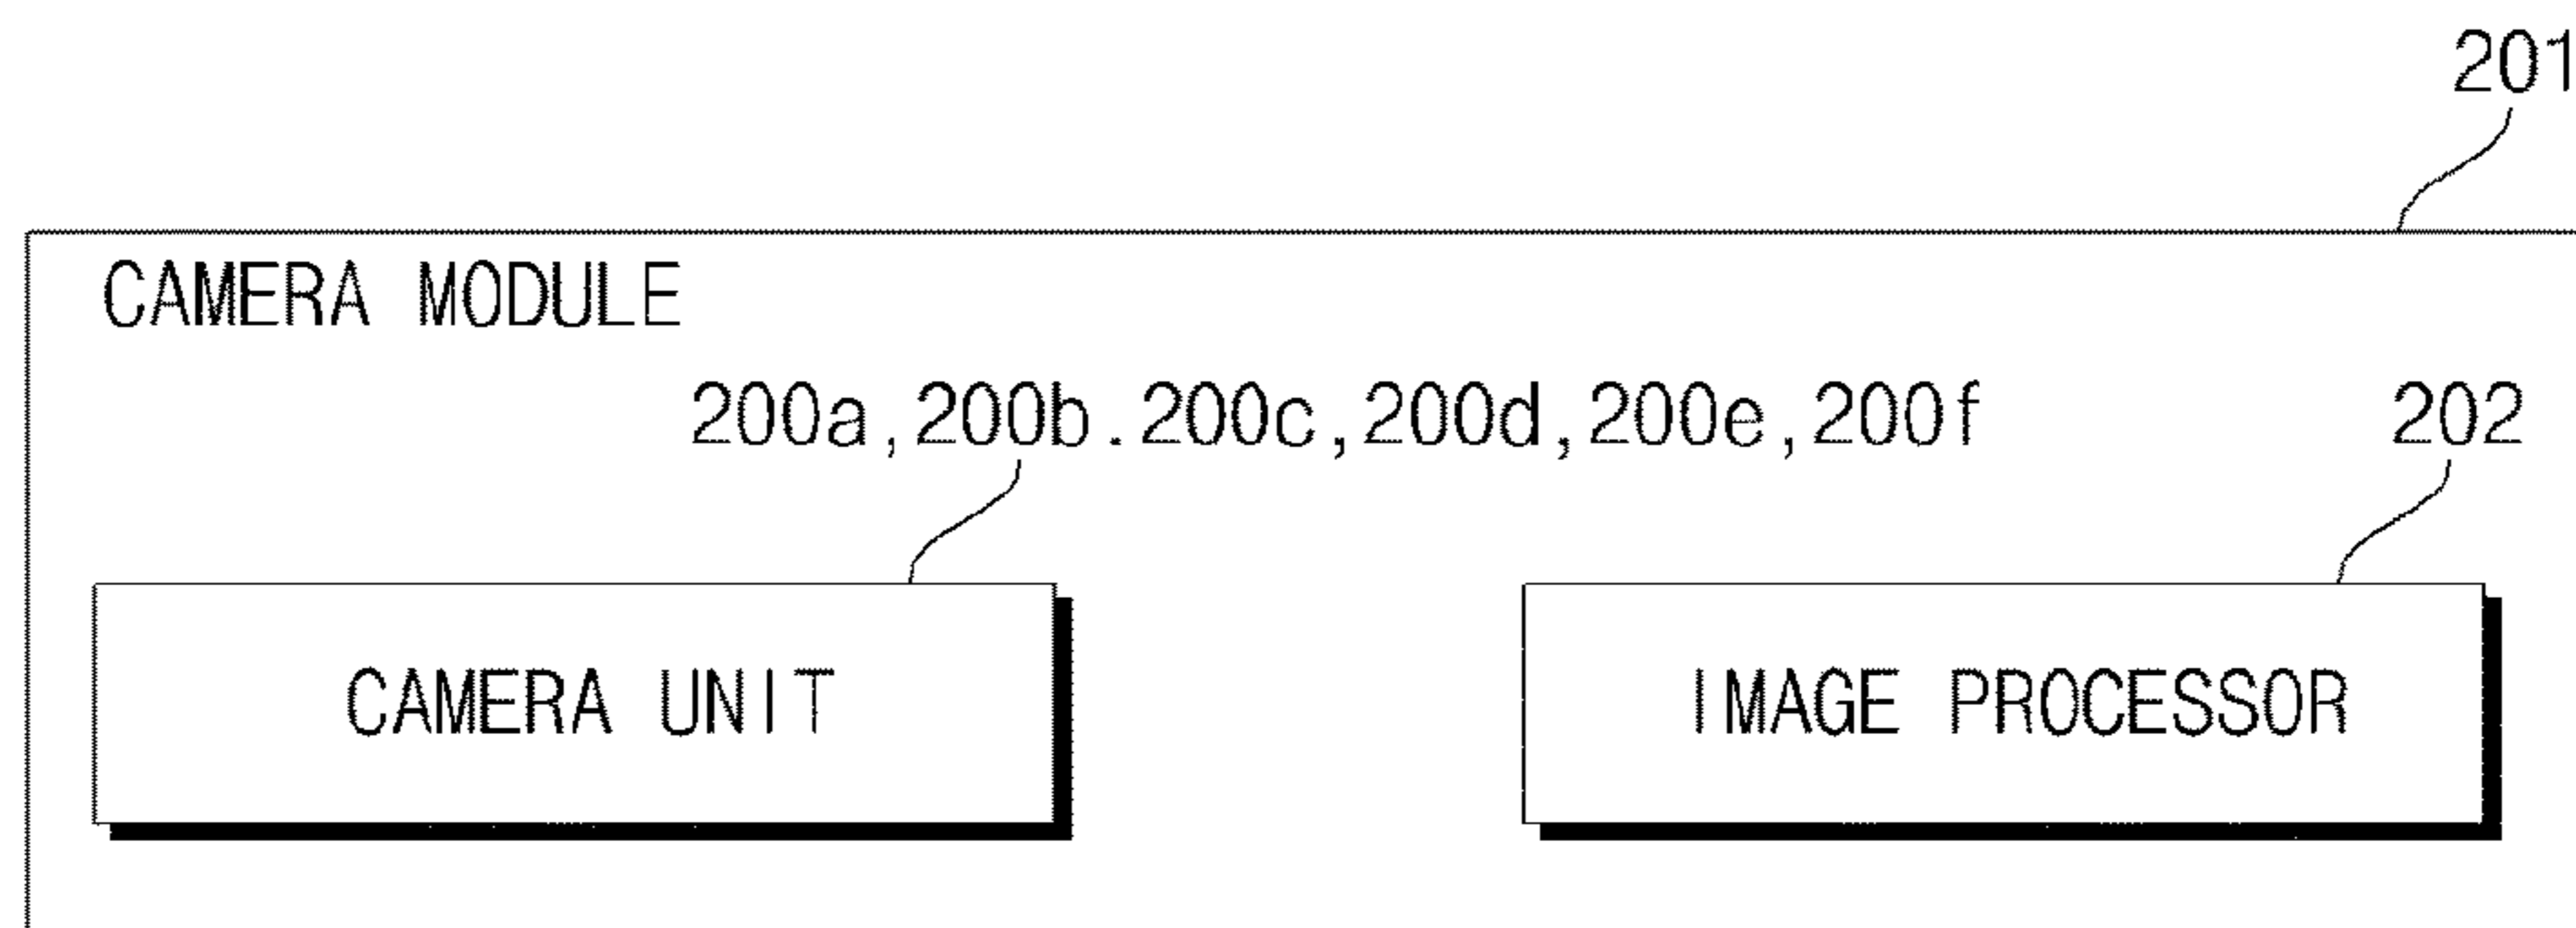 201
CAMERA MODULE
200a,200b.200c,200d,200e,200f 202
CAMERA UNIT IMAGE PROCESSOR